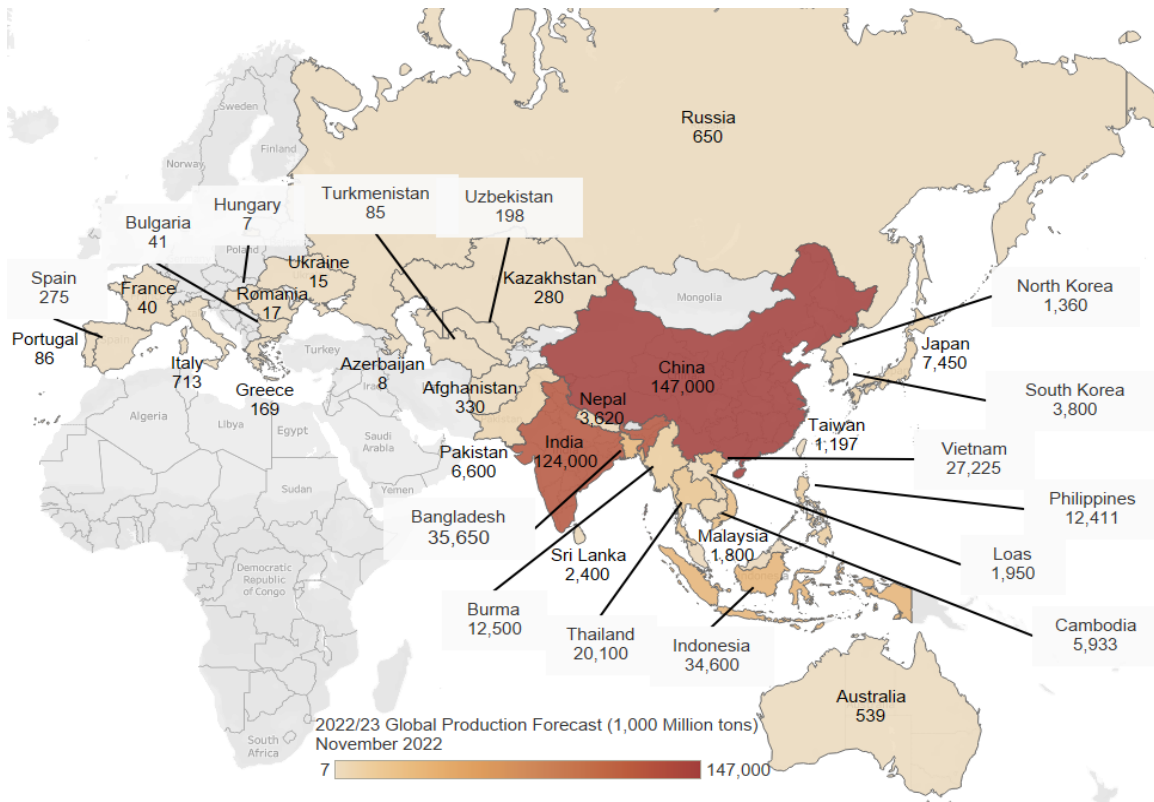 Sweden
Finland
Norway
Russia
650
Turkmenistan
85
Uzbekistan
198
Hungary
7
Bulgaria
41
Poland
Ukraine
15
Spain
275
France
40
Romania
17
Kazakhstan
280
Mongolia
North Korea
1,360
Portugal
86
Italy
713
Greece
169
Turkey
Azerbaijan
8
Afghanistan
330
China
147,000
Japan
7,450
South Korea
3,800
Nepal
3,620
Taiwan
1,197
Algeria
Libya
Egypt
Saudi
Arabia
Iraq
Iran
Pakistan
6,600
India
124,000
Vietnam
27,225
Sudan
Yemen
Bangladesh
35,650
Philippines
12,411
Sri Lanka
2,400
Malaysia
1,800
Loas
1,950
Democratic
Republic
of Congo
Burma
12,500
Thailand
20,100
Indonesia
34,600
Cambodia
5,933
Australia
539
South
Africa
2022/23 Global Production Forecast (1,000 Million tons)
November 2022
7
147,000